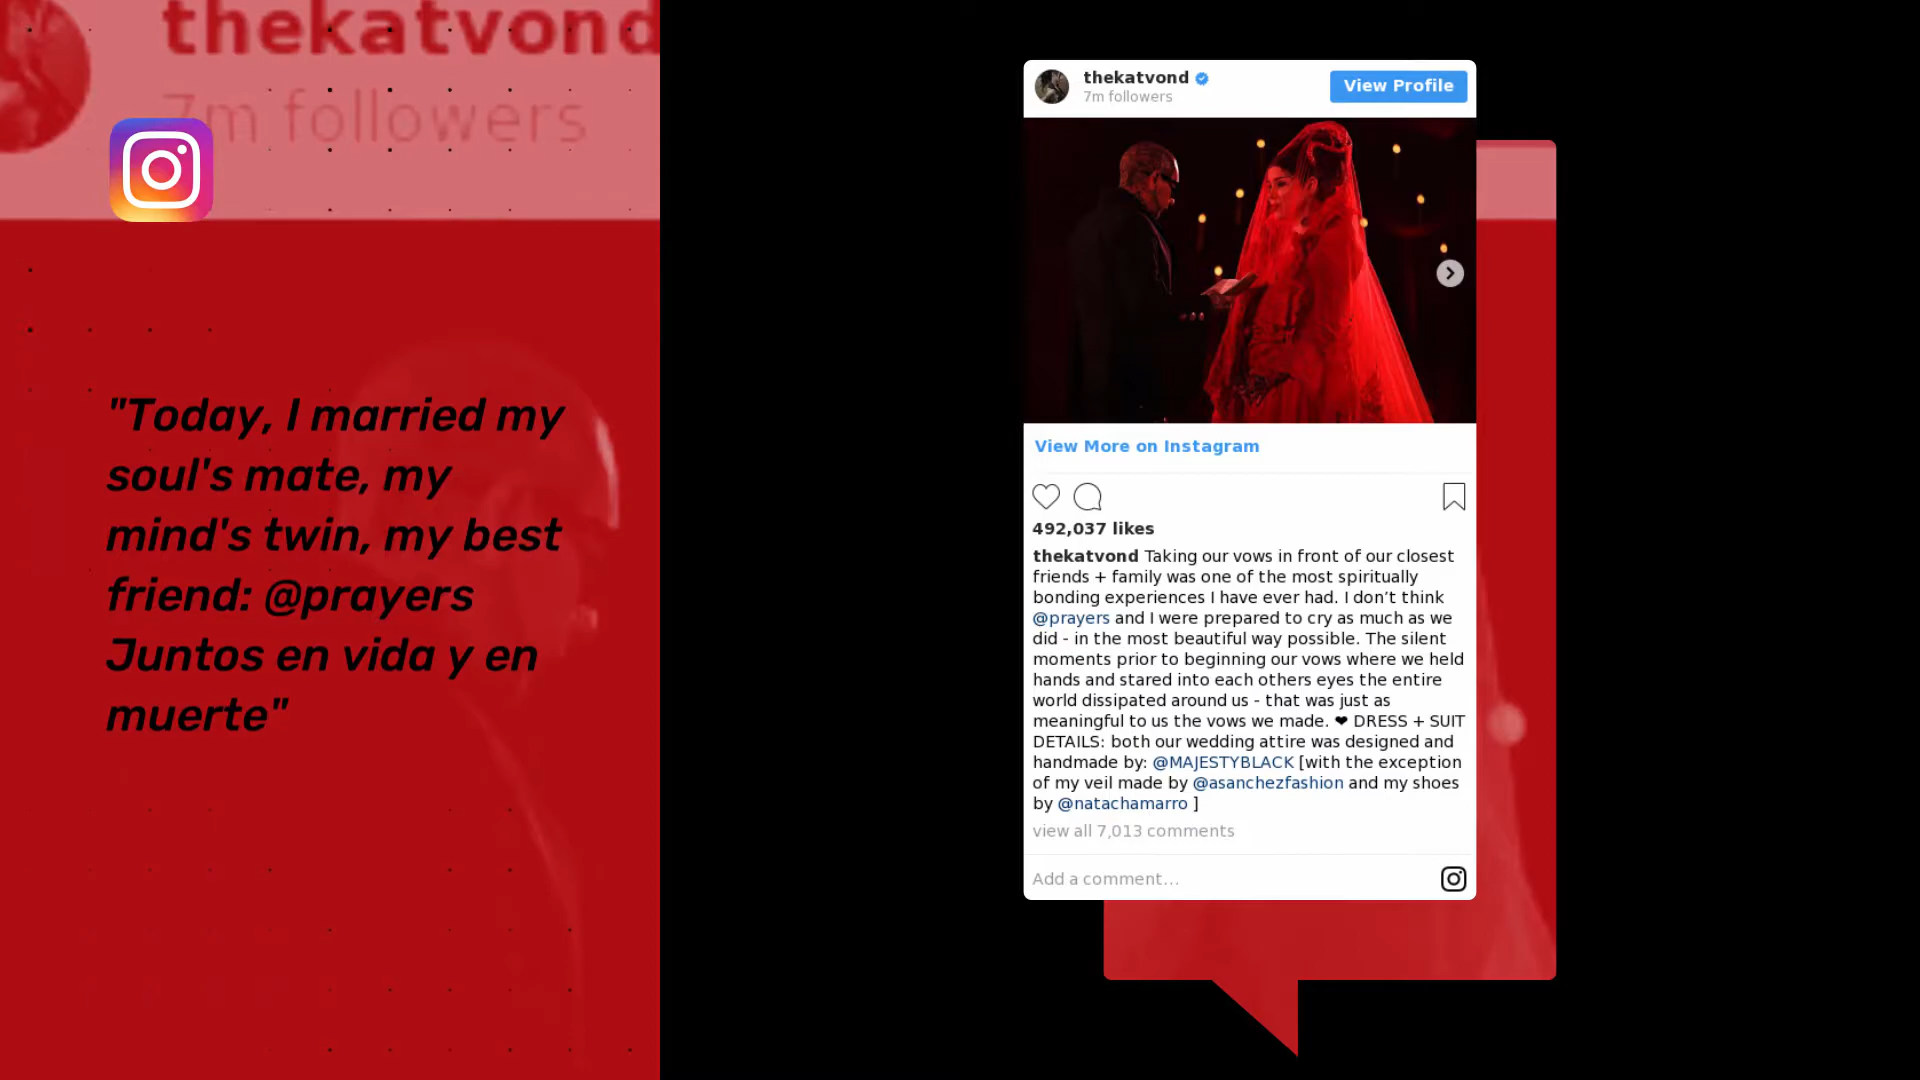 thekatvond
7m followers
"Today, I married my
soul's mate, my
mind's twin, my best
friend: @prayers
Juntos en vida y en
muerte"
thekatvond
7m followers
View Profile
View More on Instagram
492,037 likes
thekatvond Taking our vows in front of our closest
friends + family was one of the most spiritually
bonding experiences I have ever had. I don’t think
@prayers and I were prepared to cry as much as we
did - in the most beautiful way possible. The silent
moments prior to beginning our vows where we held
hands and stared into each others eyes the entire
world dissipated around us - that was just as
meaningful to us the vows we made. ❤ DRESS + SUIT
DETAILS: both our wedding attire was designed and
handmade by: @MAJESTYBLACK [with the exception
of my veil made by @asanchezfashion and my shoes
by @natachamarro ]
view all 7,013 comments
Add a comment...